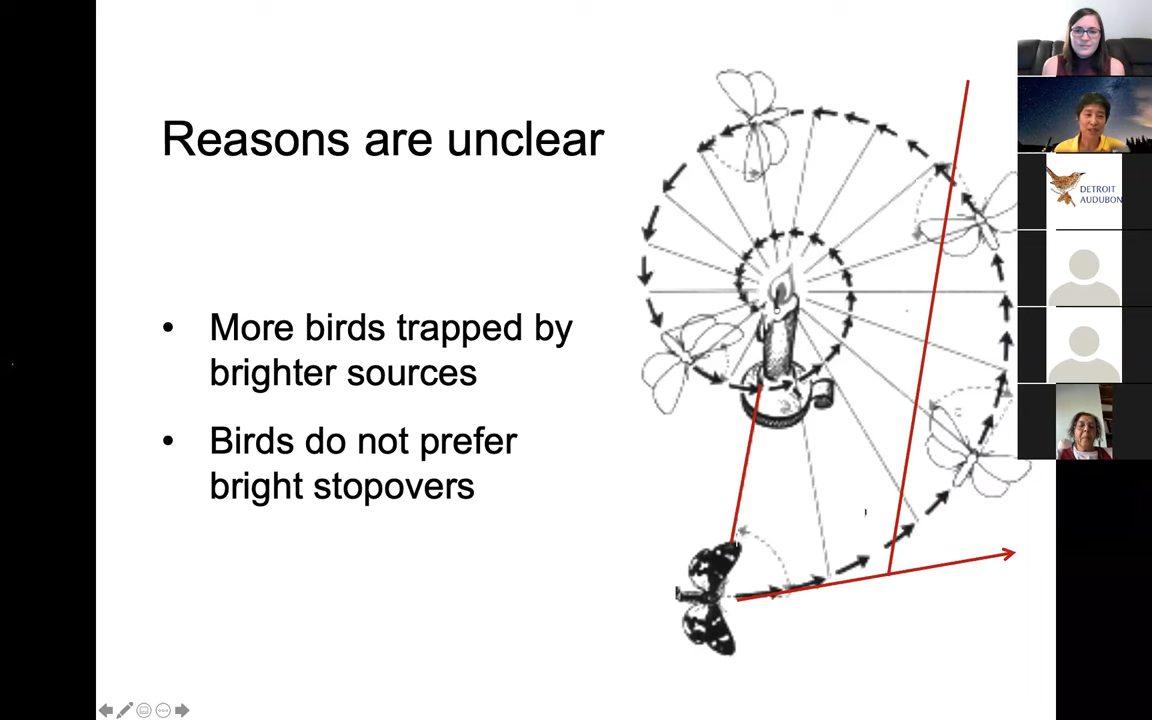 Reasons are unclear
• More birds trapped by
brighter sources
• Birds do not prefer
bright stopovers
DETROIT
AUDUBON